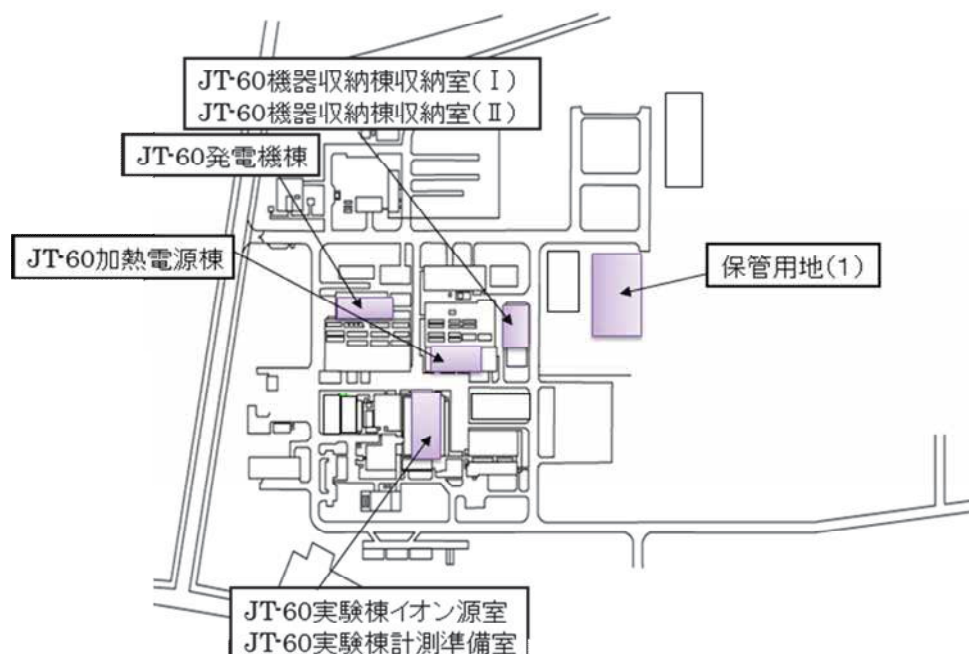 JT-60機器収納棟収納室(Ⅰ)
JT-60機器収納棟収納室(Ⅱ)
JT-60発電機棟
JT-60加熱電源棟
保管用地(1)
JT-60実験棟イオン源室
JT-60実験棟計測準備室